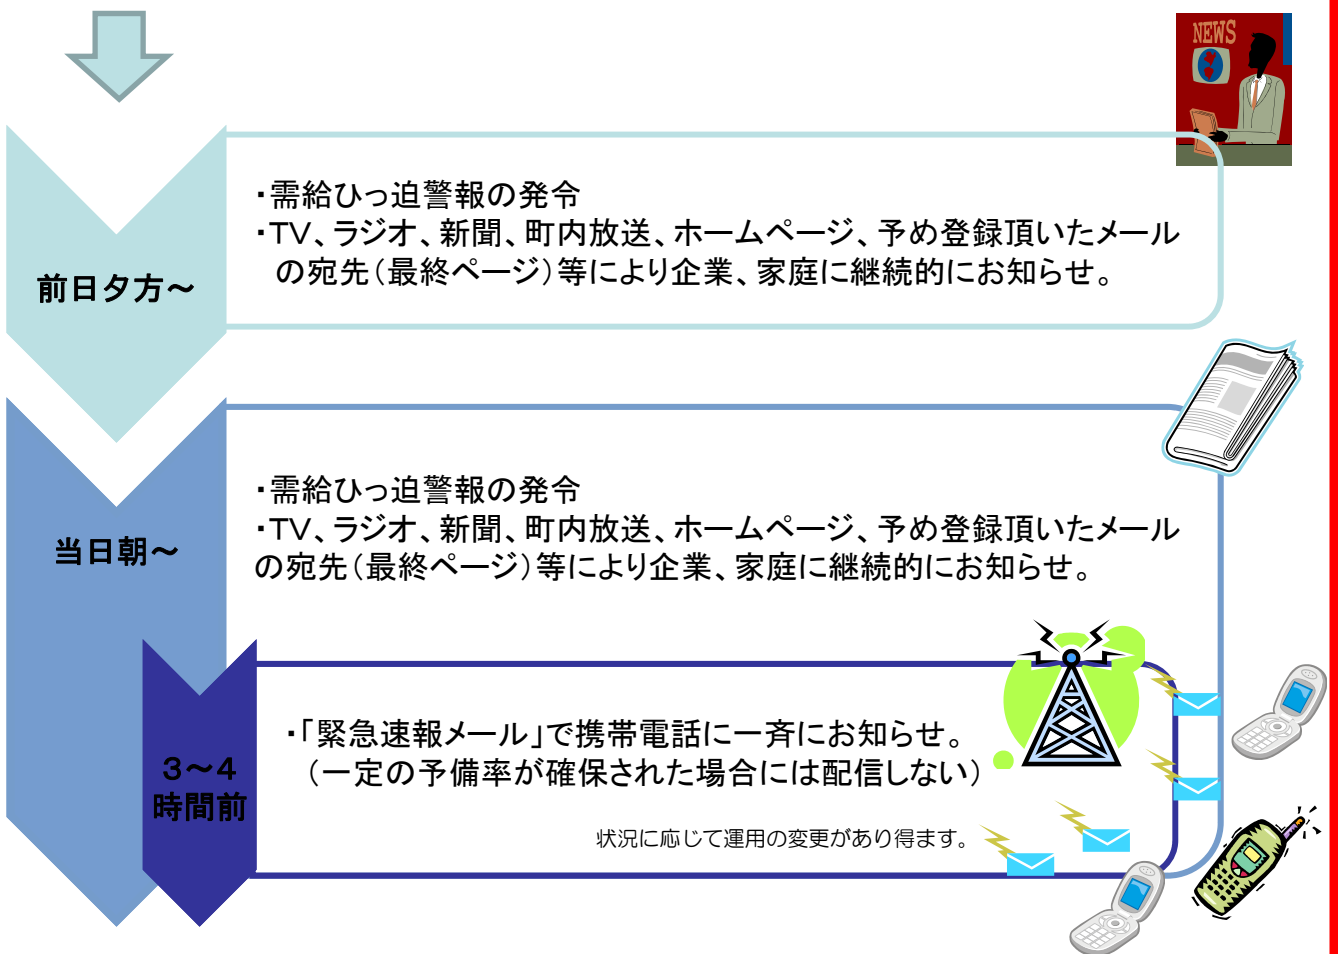 NEWS
・需給ひっ迫警報の発令
・TV、ラジオ、新聞、町内放送、ホームページ、予め登録頂いたメール
の宛先(最終ページ)等により企業、家庭に継続的にお知らせ。
前日夕方～
・需給ひっ迫警報の発令
・TV、ラジオ、新聞、町内放送、ホームページ、予め登録頂いたメール
の宛先(最終ページ)等により企業、家庭に継続的にお知らせ。
当日朝～
・「緊急速報メール」で携帯電話に一斉にお知らせ。
(一定の予備率が確保された場合には配信しない)
３～４
時間前
状況に応じて運用の変更があり得ます。